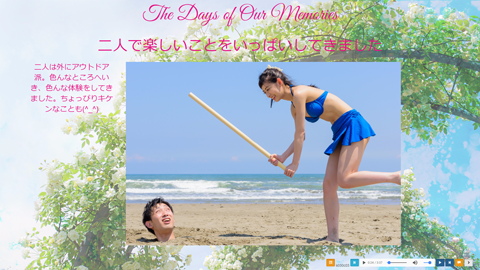 The Days of Our Memories
二人で楽しいことをいっぱいしてきました
二人は外にアウトドア
派。色んなところへい
き、色んな体験をしてき
ました。ちょっぴりキケ
ンなことも(^_^)